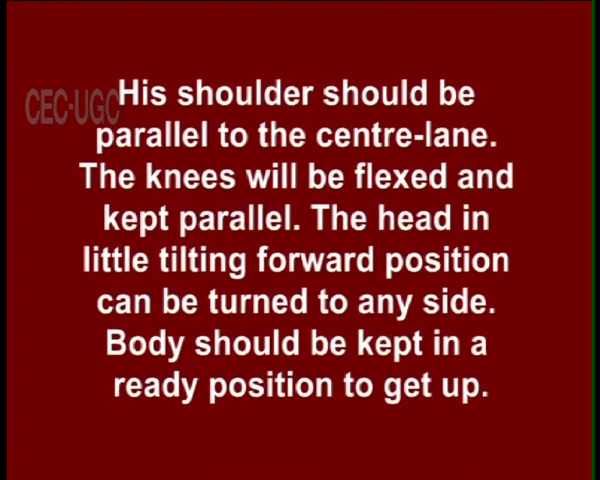 CEC-UGC
His shoulder should be
parallel to the centre-lane.
The knees will be flexed and
kept parallel. The head in
little tilting forward position
can be turned to any side.
Body should be kept in a
ready position to get up.